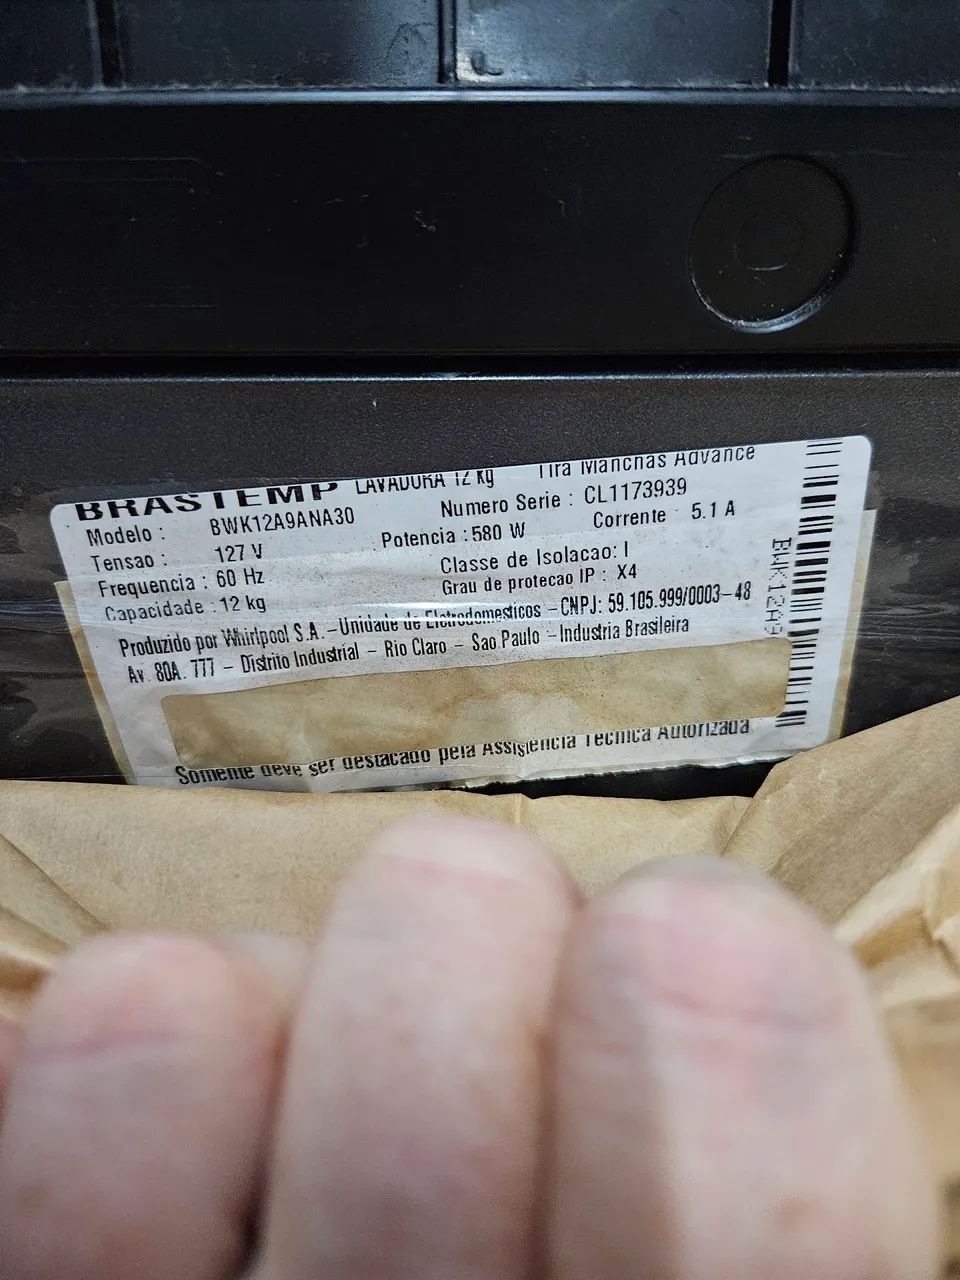 BRASTEMP LAVADORA 12 kg Tira Manchas Advance
Modelo : BWK12A9ANA30 Numero Serie : CL1173939
Tensao : 127 V Potencia : 580 W Corrente 5.1 A
Frequencia : 60 Hz Classe de Isolacao: I
Capacidade : 12 kg Grau de protecao IP : X4
Produzido por Whirlpool S.A. - Unidade de Eletrodomesticos - CNPJ: 59.105.999/0003-48
Av. 80A. 777 - Distrito Industrial - Rio Claro - Sao Paulo - Industria Brasileira
Somente deve ser destacado pela Assistencia Tecnica Autorizada